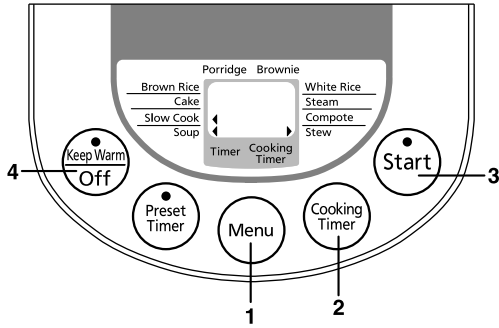 Porridge Brownie
Brown Rice
Cake
Slow Cook
Soup
White Rice
Steam
Compote
Stew
Timer
Cooking
Timer
Keep Warm
Off
Preset
Timer
Menu
Cooking
Timer
Start
4
1
2
3